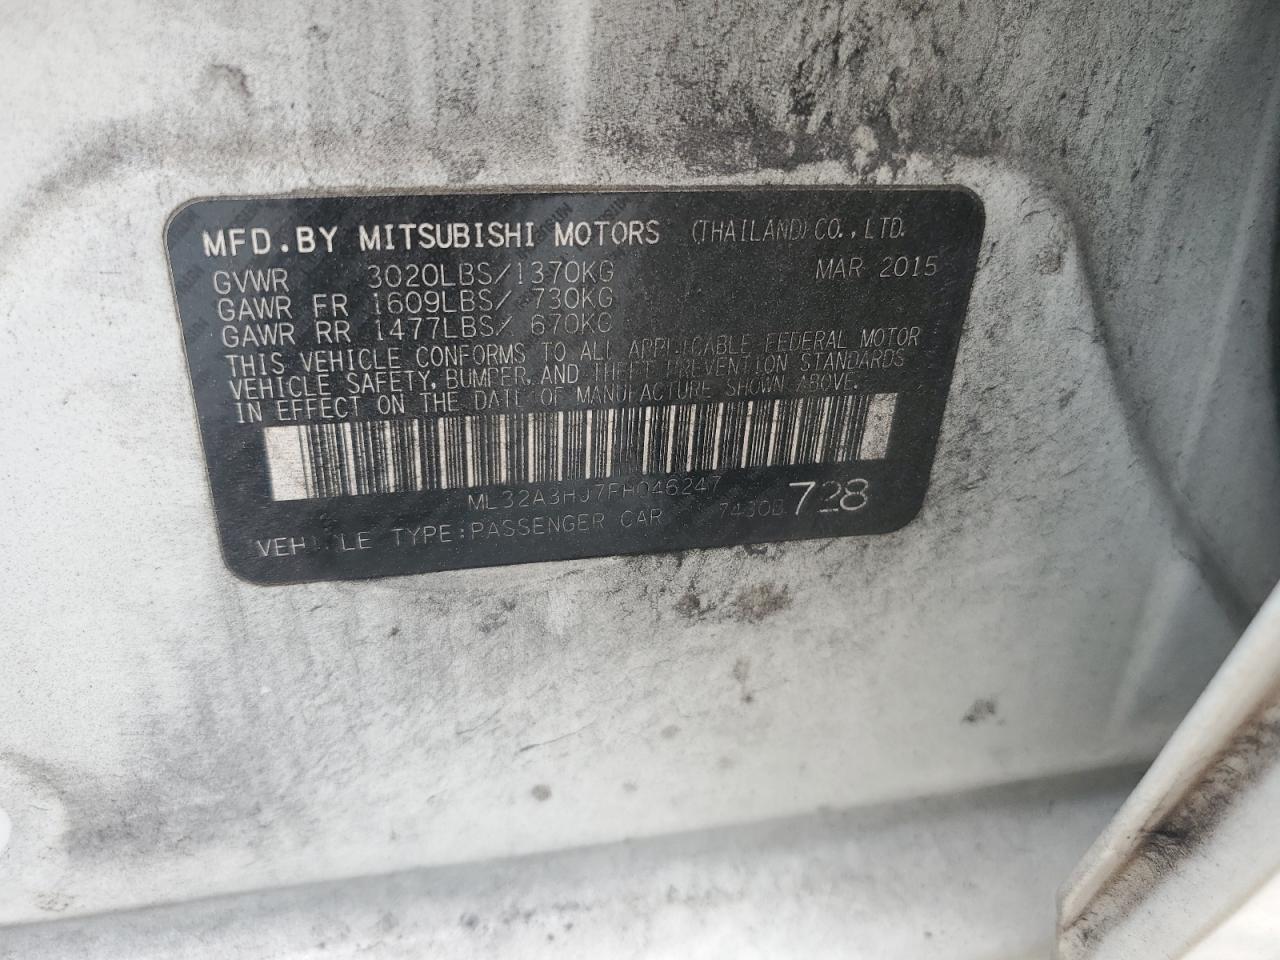 MFD.BY MITSUBISHI MOTORS (THAILAND) CO.,LTD.
GVWR 3020LBS/1370KG MAR 2015
GAWR FR 1609LBS/ 730KG
GAWR RR 1477LBS/ 670KG
THIS VEHICLE CONFORMS TO ALL APPLICABLE FEDERAL MOTOR
VEHICLE SAFETY, BUMPER, AND THEFT PREVENTION STANDARDS
IN EFFECT ON THE DATE OF MANUFACTURE SHOWN ABOVE.
ML32A3HJ7FH046247
VEHICLE TYPE:PASSENGER CAR 7430B 728